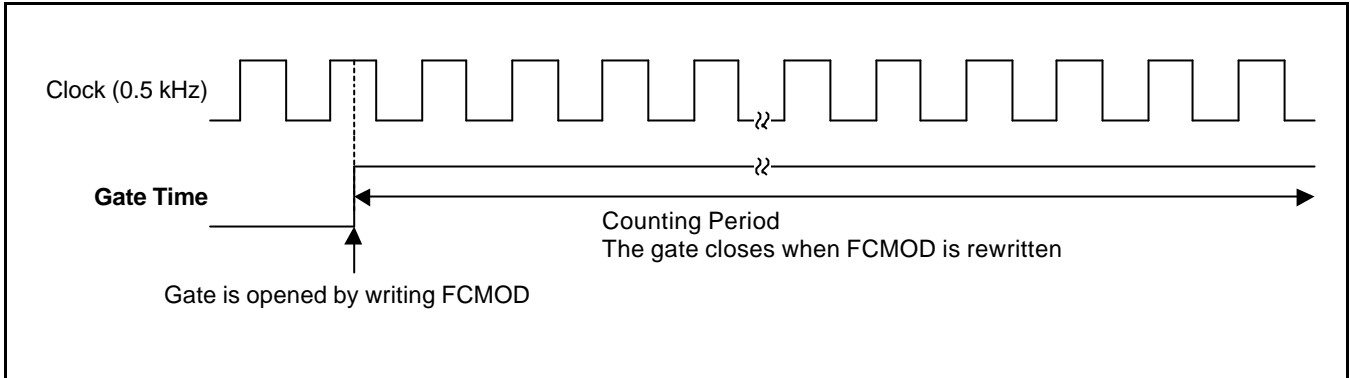 Clock (0.5 kHz)
Gate Time
Counting Period
The gate closes when FCMOD is rewritten
Gate is opened by writing FCMOD